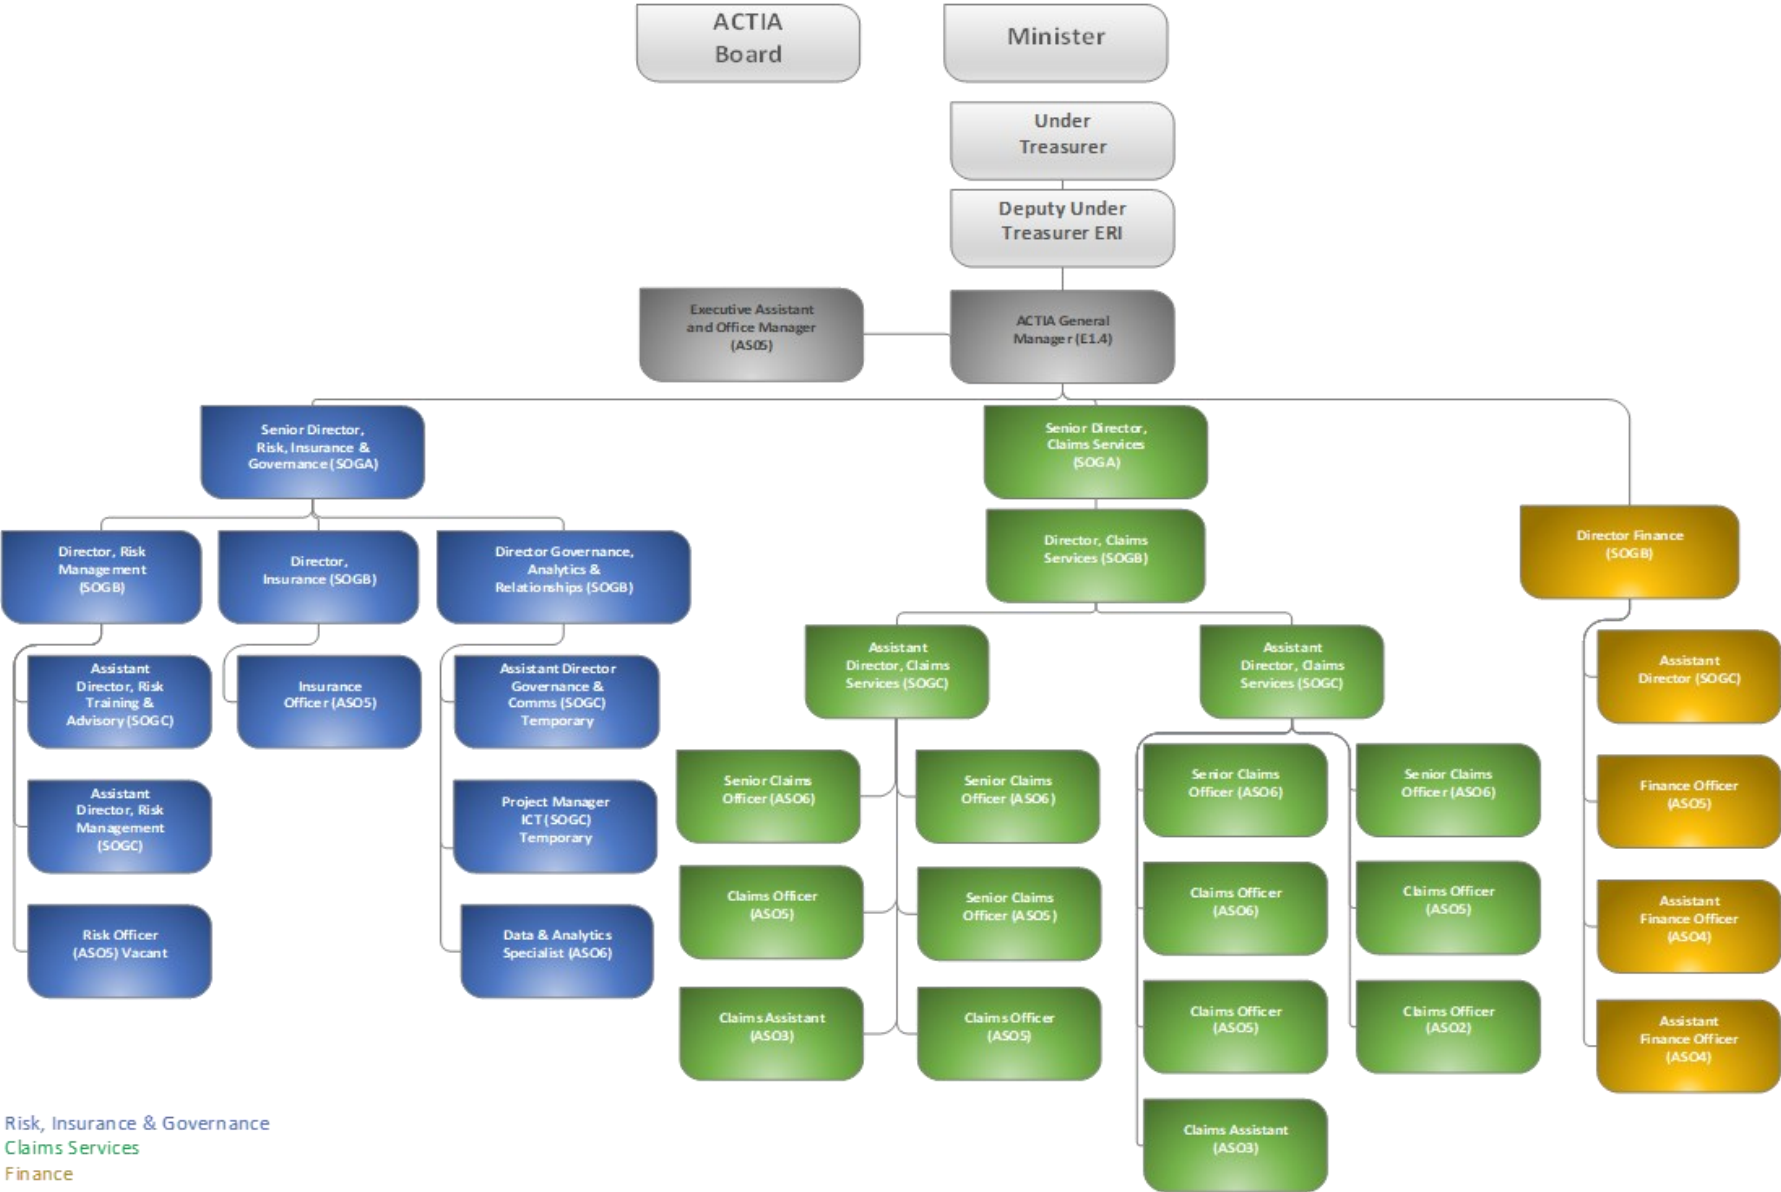 ACTIA
Board
Minister
Under
Treasurer
Deputy Under
Treasurer ERI
Executive Assistant
and Office Manager
(AS05)
ACTIA General
Manager (E1.4)
Senior Director,
Risk, Insurance &
Governance (SOGA)
Senior Director,
Claims Services
(SOGA)
Director, Risk
Management
(SOGB)
Director,
Insurance (SOGB)
Director Governance,
Analytics &
Relationships (SOGB)
Director, Claims
Services (SOGB)
Director Finance
(SOGB)
Assistant
Director, Risk
Training &
Advisory (SOGC)
Assistant
Director, Risk
Management
(SOGC)
Risk Officer
(ASO5) Vacant
Insurance
Officer (ASO5)
Assistant Director
Governance &
Comms (SOGC)
Temporary
Project Manager
ICT (SOGC)
Temporary
Data & Analytics
Specialist (ASO6)
Assistant
Director, Claims
Services (SOGC)
Senior Claims
Officer (ASO6)
Senior Claims
Officer (ASO6)
Claims Officer
(ASO5)
Senior Claims
Officer (ASO5)
Claims Assistant
(ASO3)
Claims Officer
(ASO5)
Assistant
Director, Claims
Services (SOGC)
Senior Claims
Officer (ASO6)
Senior Claims
Officer (ASO6)
Claims Officer
(ASO6)
Claims Officer
(ASO5)
Claims Officer
(ASO5)
Claims Officer
(ASO2)
Claims Assistant
(ASO3)
Assistant
Director (SOGC)
Finance Officer
(ASO5)
Assistant
Finance Officer
(ASO4)
Assistant
Finance Officer
(ASO4)
Risk, Insurance & Governance
Claims Services
Finance